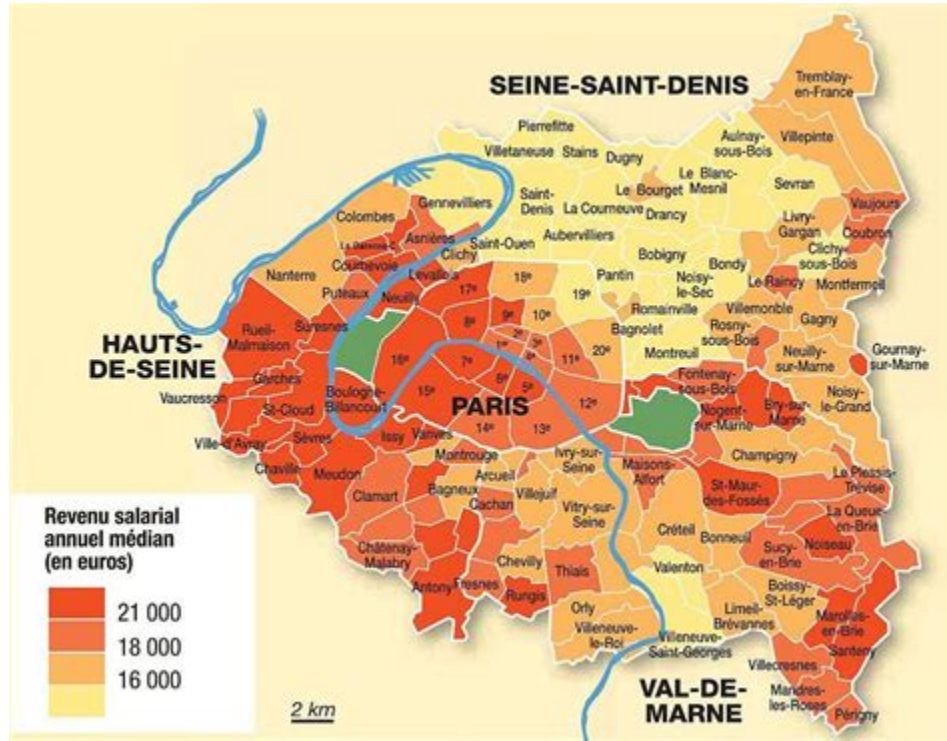 SEINE-SAINT-DENIS
Tremblay-
en-France
Pierrefitte
Aulnay-
sous-Bois
Villepinte
Villetaneuse
Stains
Dugny
Le Blanc-
Mesnil
Sevran
Le Bourget
Saint-
Denis
La Courneuve
Drancy
Vaujours
Gennevilliers
Colombes
Livry-
Gargan
Coubron
Asnières
Saint-Ouen
Aubervilliers
Clichy
Bobigny
Clichy-
sous-Bois
Courbevoie
Levallois
Bondy
Nanterre
18e
Pantin
Noisy-
le-Sec
Le Raincy
Montfermeil
Puteaux
Neuilly
17e
19e
Romainville
Villemonble
Gagny
Rueil-
Malmaison
Suresnes
8e
9e
10e
2e
Bagnolet
Rosny-
sous-Bois
HAUTS-
DE-SEINE
1er
3e
4e
11e
20e
Montreuil
Neuilly-
sur-Marne
Gournay-
sur-Marne
16e
7e
Fontenay-
sous-Bois
Vaucresson
6e
5e
Boulogne-
Billancourt
15e
PARIS
12e
Noisy-
le-Grand
St-Cloud
Nogent-
sur-Marne
Bry-sur-
Marne
14e
13e
Ville-d'Avray
Sèvres
Issy
Vanves
Montrouge
Ivry-sur-
Seine
Champigny
Chaville
Meudon
Arcueil
Maisons-
Alfort
Le Plessis-
Trévise
Clamart
Bagneux
Villejuif
St-Maur-
des-Fossés
Cachan
Vitry-sur-
Seine
La Queue-
en-Brie
Créteil
Bonneuil
Noiseau
Châtenay-
Malabry
Chevilly
Sucy-
en-Brie
Thiais
Valenton
Antony
Fresnes
Rungis
Boissy-
St-Léger
Orly
Limeil-
Brévannes
Marolles-
en-Brie
Villeneuve-
le-Roi
Villeneuve-
Saint-Georges
Santeny
Villecresnes
VAL-DE-
MARNE
Mandres-
les-Roses
Périgny
Revenu salarial
annuel médian
(en euros)
21 000
18 000
16 000
2 km